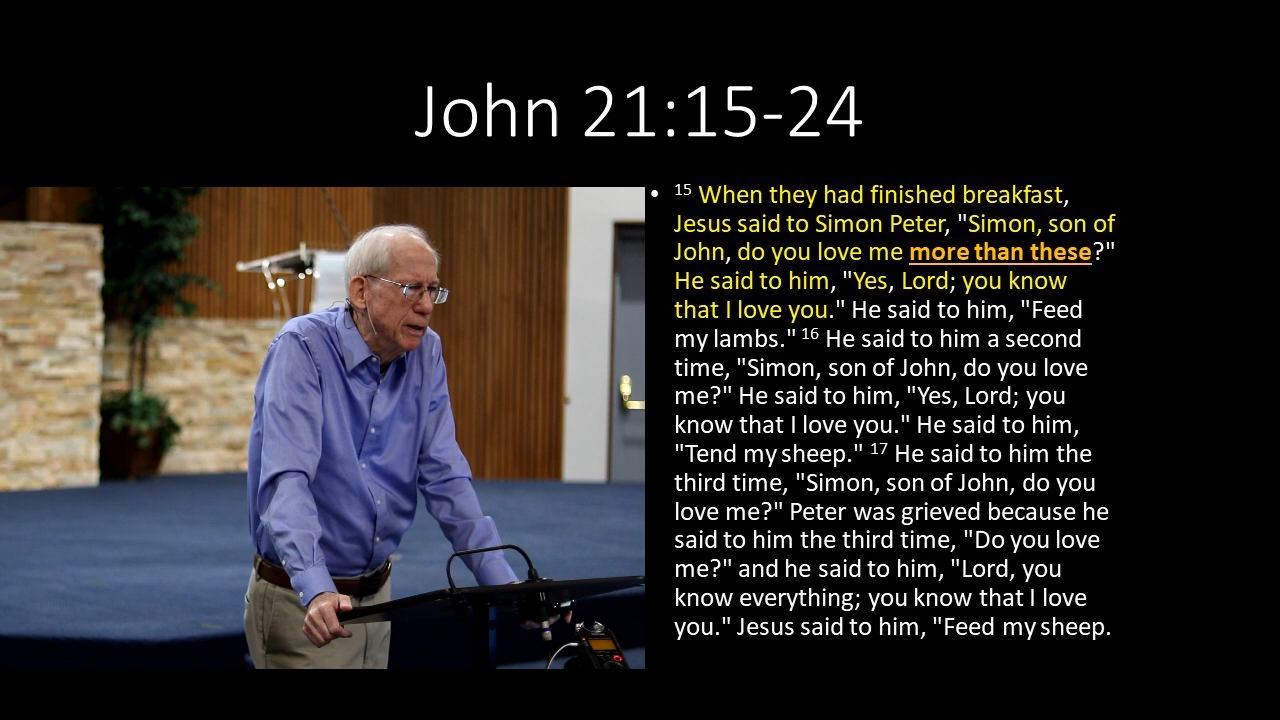 John 21:15-24
• 15 When they had finished breakfast,
Jesus said to Simon Peter, "Simon, son of
John, do you love me more than these?"
He said to him, "Yes, Lord; you know
that I love you." He said to him, "Feed
my lambs." 16 He said to him a second
time, "Simon, son of John, do you love
me?" He said to him, "Yes, Lord; you
know that I love you." He said to him,
"Tend my sheep." 17 He said to him the
third time, "Simon, son of John, do you
love me?" Peter was grieved because he
said to him the third time, "Do you love
me?" and he said to him, "Lord, you
know everything; you know that I love
you." Jesus said to him, "Feed my sheep.